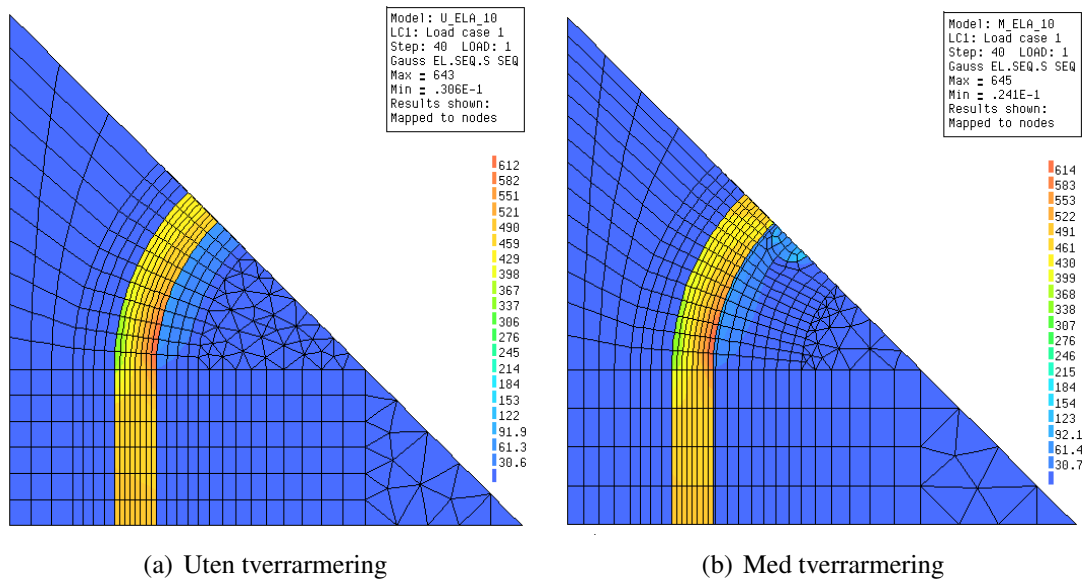 Model: U_ELA_10
LC1: Load case 1
Step: 40 LOAD: 1
Gauss EL.SEQ.S SEQ
Max = 643
Min = .306E-1
Results shown:
Mapped to nodes
612
582
551
521
490
459
429
398
367
337
306
276
245
214
184
153
122
91.9
61.3
30.6
(a) Uten tverrarmering
Model: M_ELA_10
LC1: Load case 1
Step: 40 LOAD: 1
Gauss EL.SEQ.S SEQ
Max = 645
Min = .241E-1
Results shown:
Mapped to nodes
614
583
553
522
491
461
430
399
368
338
307
276
246
215
184
154
123
92.1
61.4
30.7
(b) Med tverrarmering